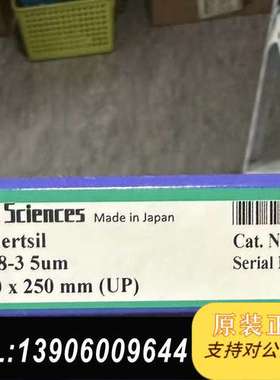 Sciences Made in Japan
ertsil
8-3 5um
0 x 250 mm (UP)
Cat. N
Serial
原装正
支持对公
L:13906009644